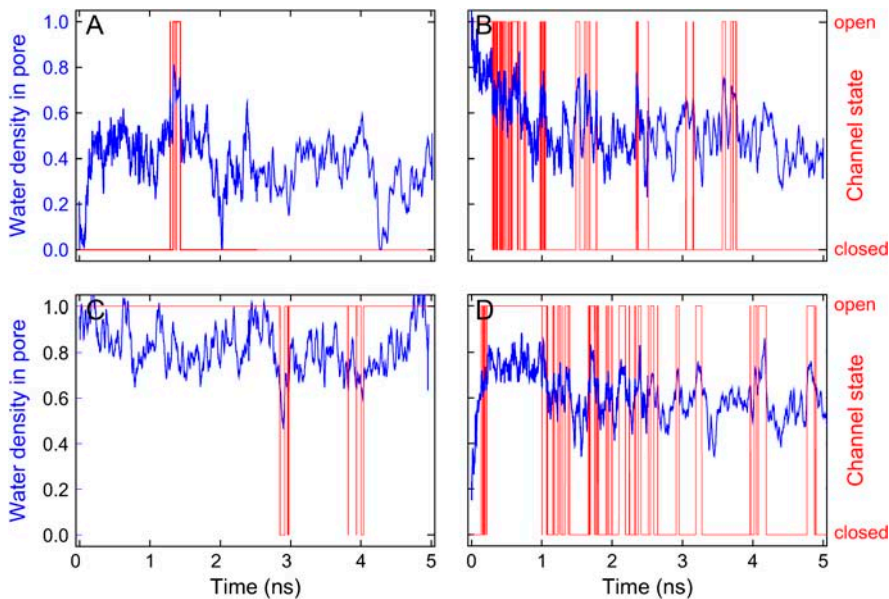 A
B
1.0
0.8
0.6
0.4
0.2
0.0
Water density in pore
open
closed
Channel state
C
D
1.0
0.8
0.6
0.4
0.2
0.0
Water density in pore
open
closed
Channel state
0 1 2 3 4 5
0 1 2 3 4 5
Time (ns)
Time (ns)